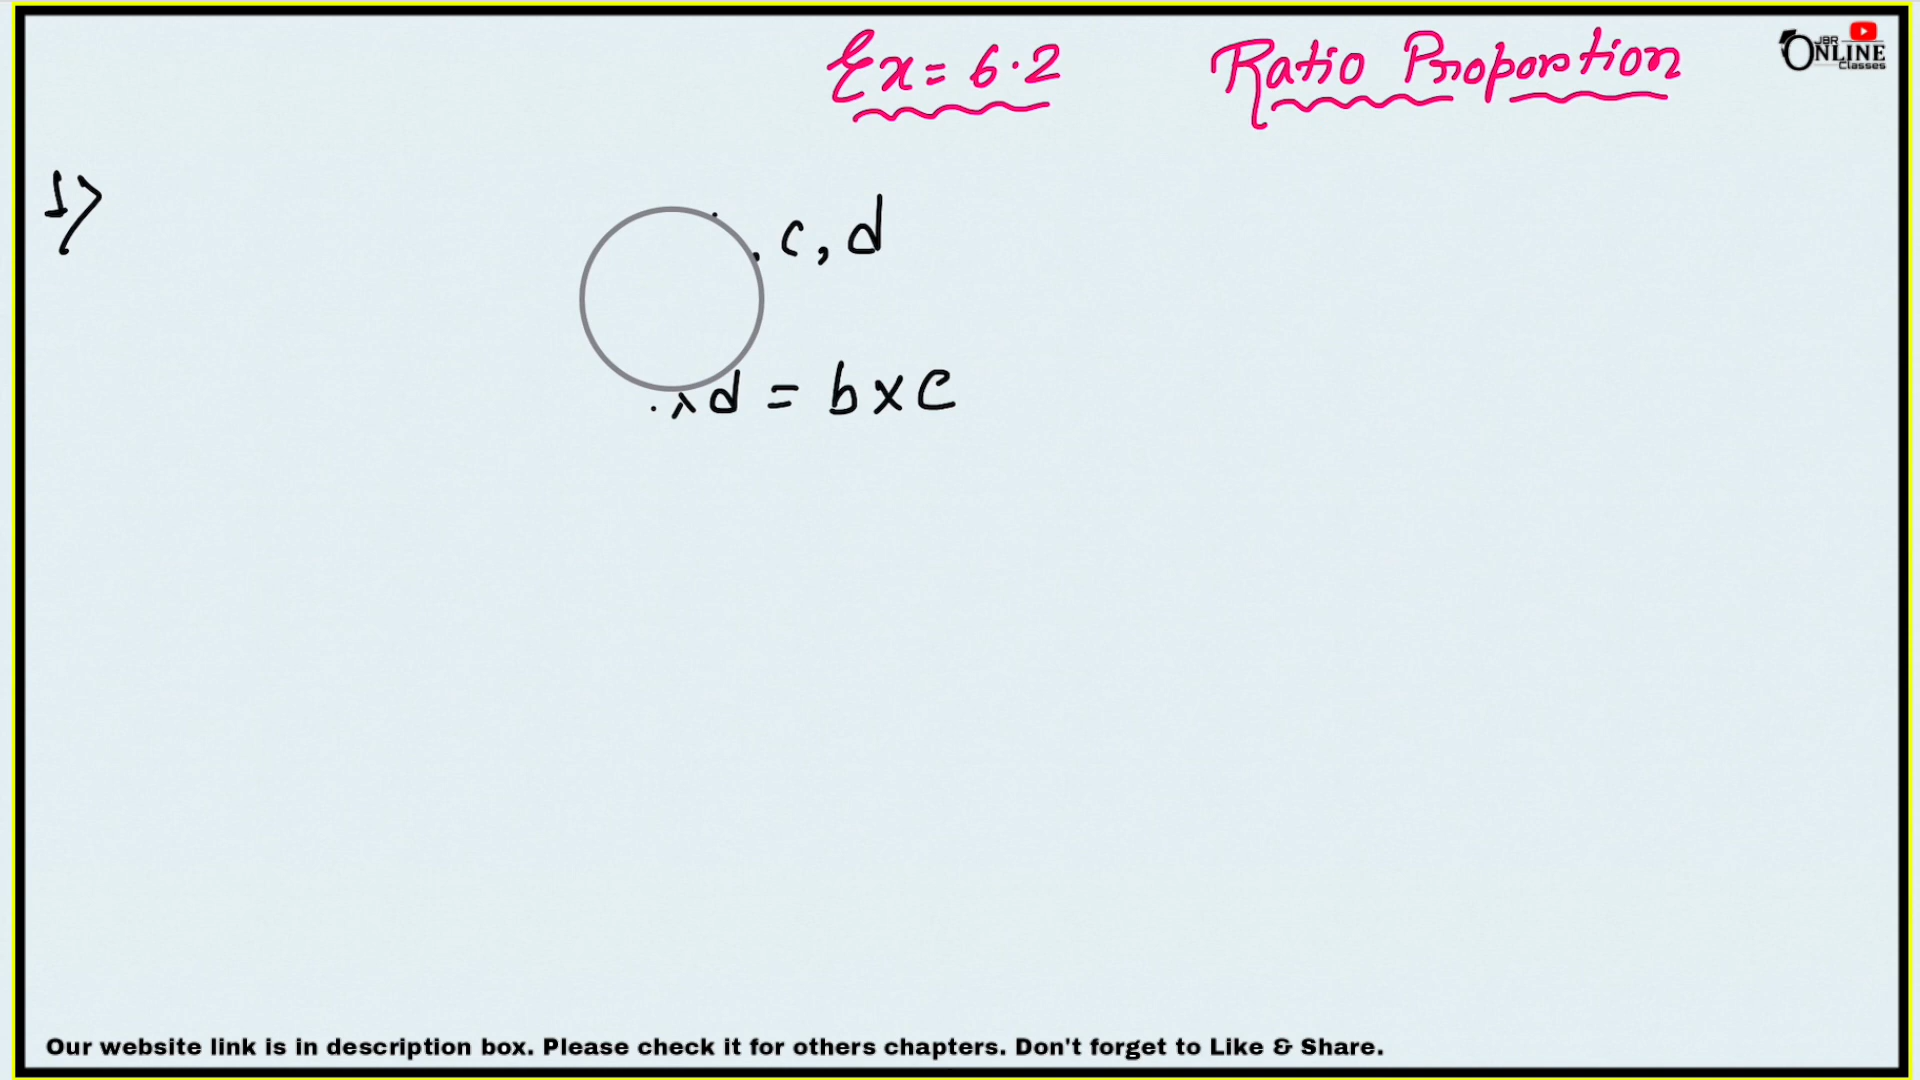 Ex = 6.2 Ratio Proportion
JBR ONLINE Classes
1)
c, d
d = b x c
Our website link is in description box. Please check it for others chapters. Don't forget to Like & Share.